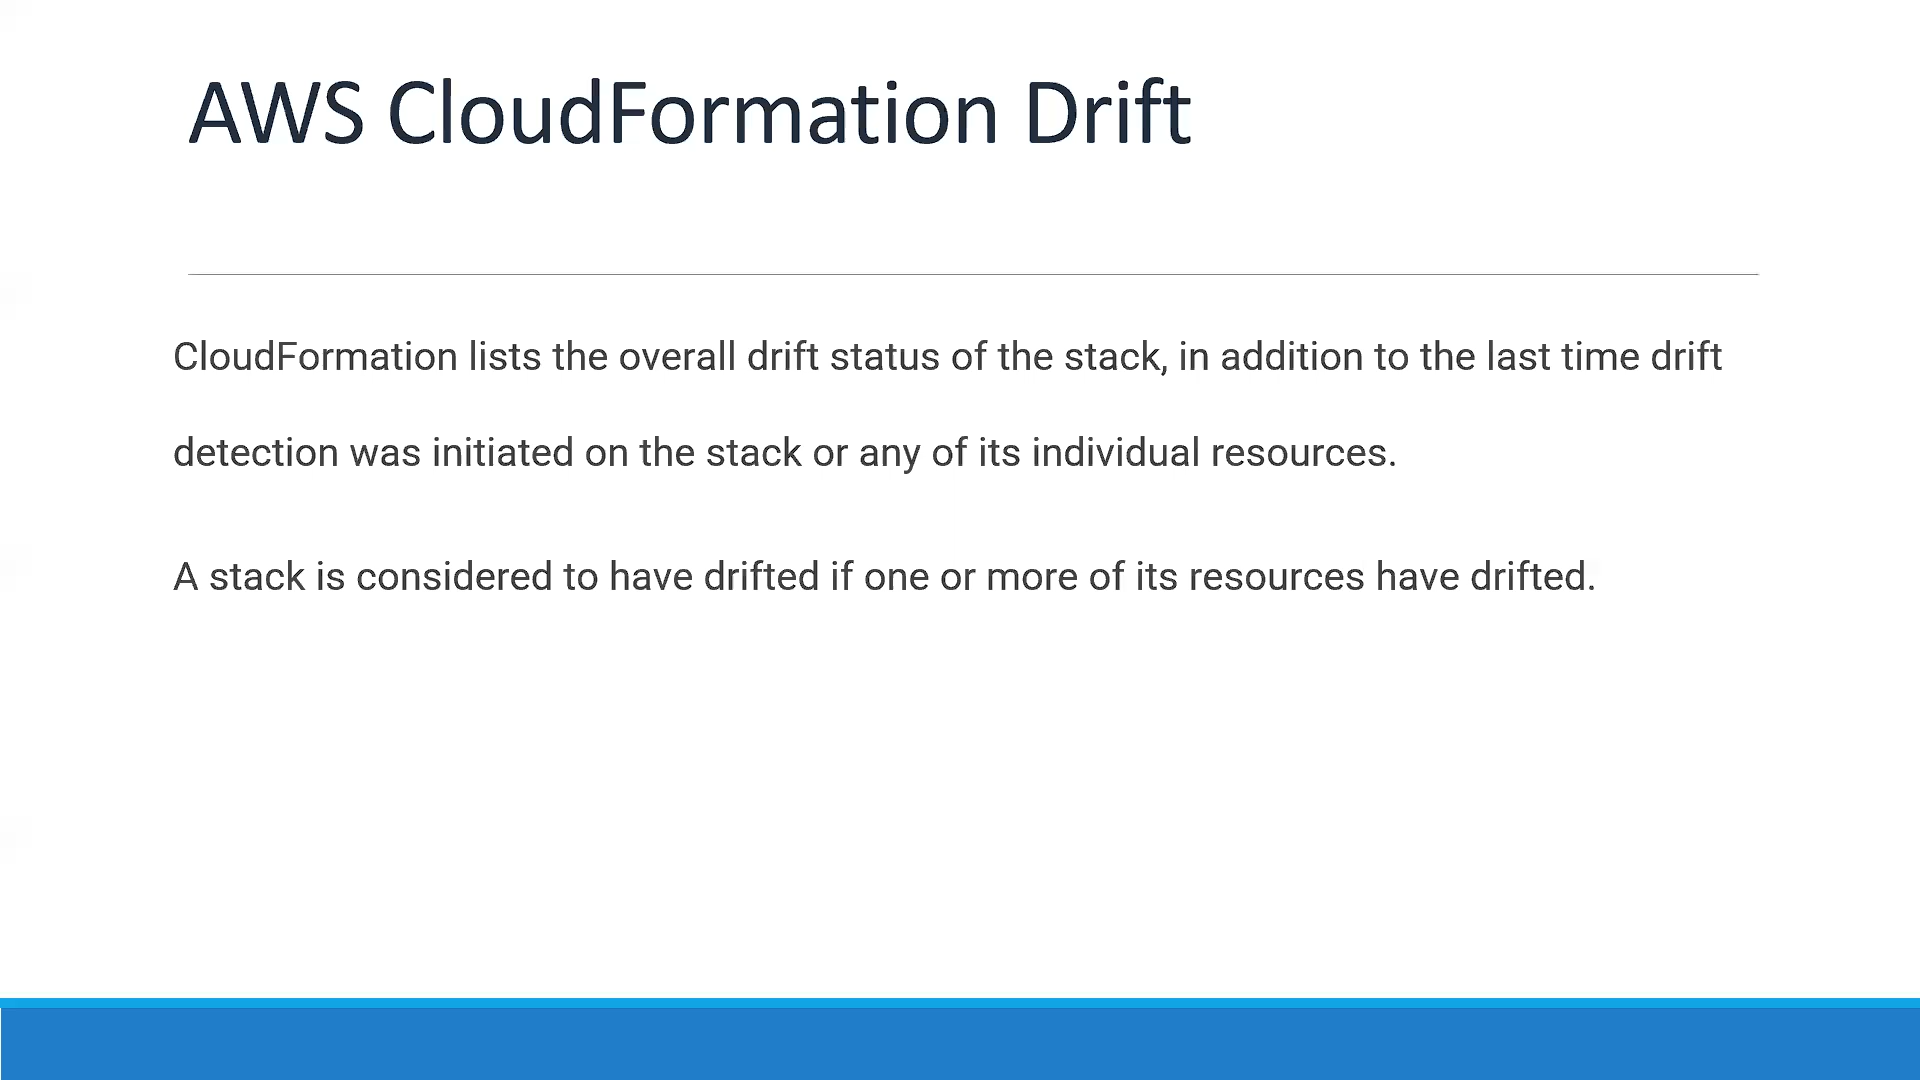 AWS CloudFormation Drift
CloudFormation lists the overall drift status of the stack, in addition to the last time drift
detection was initiated on the stack or any of its individual resources.
A stack is considered to have drifted if one or more of its resources have drifted.